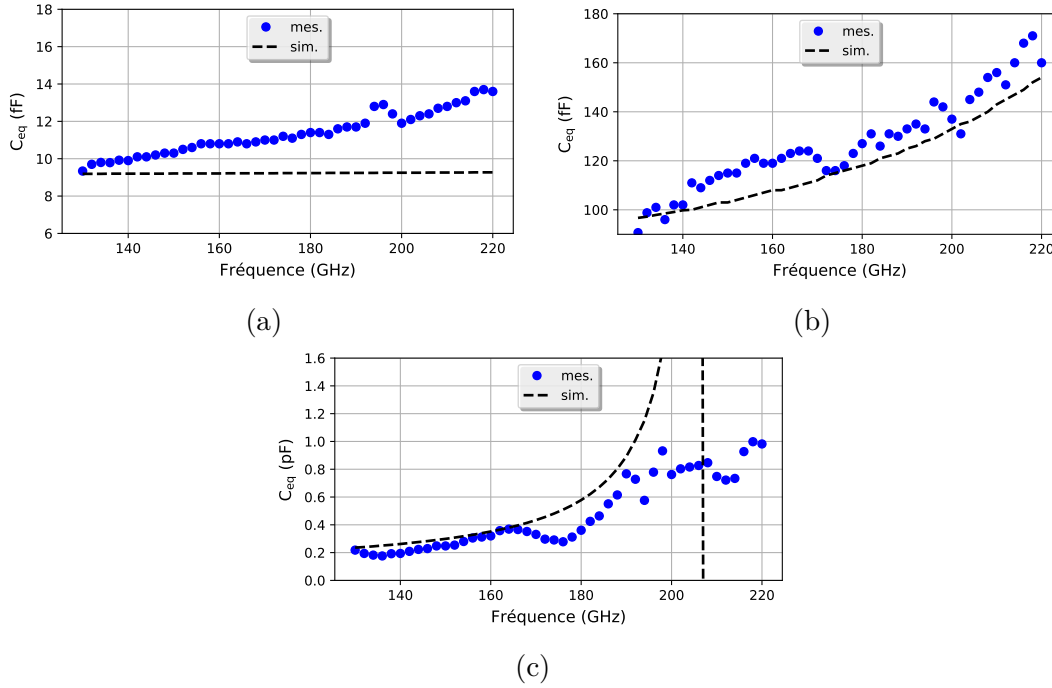 18
16
14
12
10
8
6
C_eq (fF)
mes.
sim.
140 160 180 200 220
Fréquence (GHz)
(a)
180
160
140
120
100
C_eq (fF)
mes.
sim.
140 160 180 200 220
Fréquence (GHz)
(b)
1.6
1.4
1.2
1.0
0.8
0.6
0.4
0.2
0.0
C_eq (pF)
mes.
sim.
140 160 180 200 220
Fréquence (GHz)
(c)